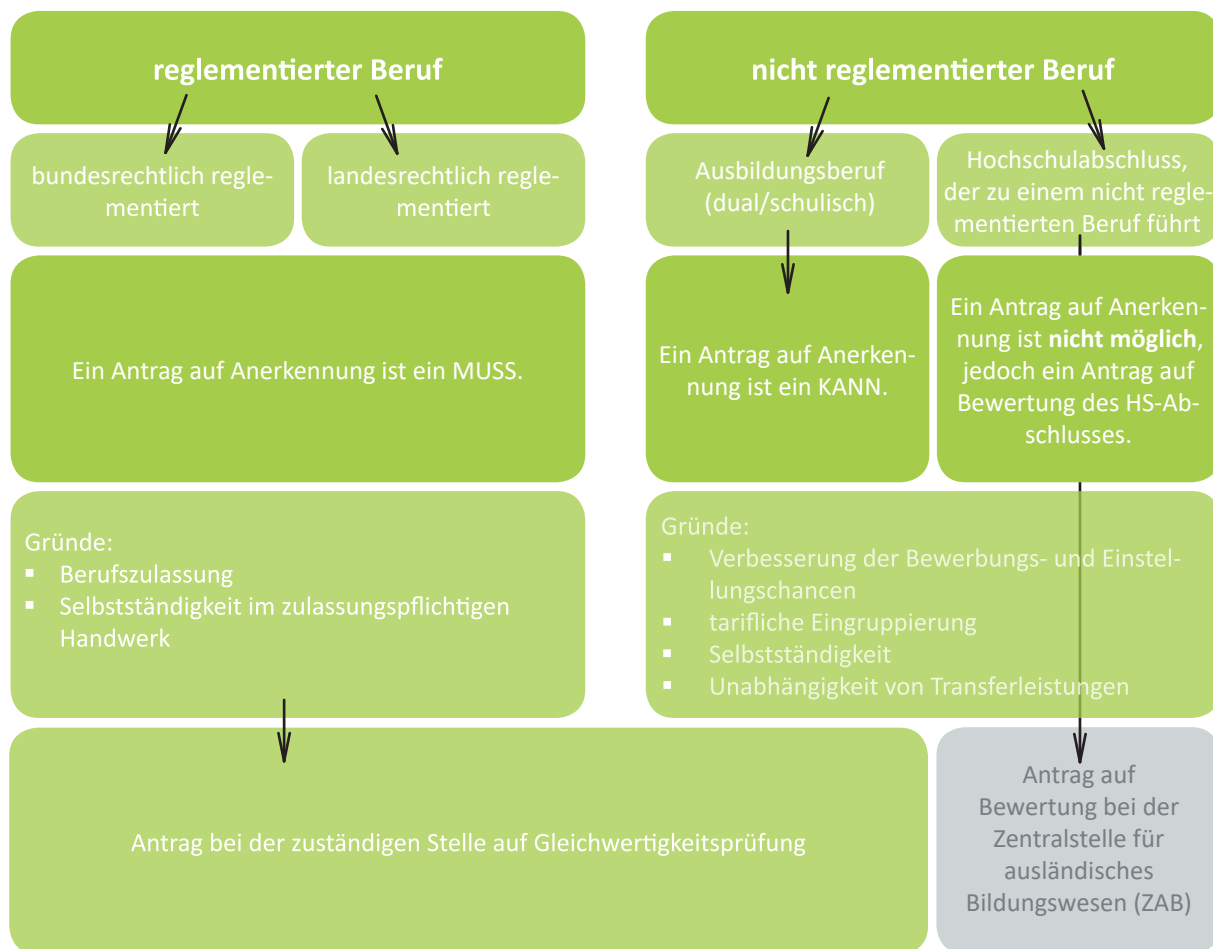 reglementierter Beruf
bundesrechtlich regle-
mentiert
landesrechtlich regle-
mentiert
Ein Antrag auf Anerkennung ist ein MUSS.
Gründe:
▪ Berufszulassung
▪ Selbstständigkeit im zulassungspflichtigen
Handwerk
nicht reglementierter Beruf
Ausbildungsberuf
(dual/schulisch)
Hochschulabschluss,
der zu einem nicht regle-
mentierten Beruf führt
Ein Antrag auf Anerken-
nung ist ein KANN.
Ein Antrag auf Anerken-
nung ist nicht möglich,
jedoch ein Antrag auf
Bewertung des HS-Ab-
schlusses.
Gründe:
▪ Verbesserung der Bewerbungs- und Einstel-
lungschancen
▪ tarifliche Eingruppierung
▪ Selbstständigkeit
▪ Unabhängigkeit von Transferleistungen
Antrag bei der zuständigen Stelle auf Gleichwertigkeitsprüfung
Antrag auf
Bewertung bei der
Zentralstelle für
ausländisches
Bildungswesen (ZAB)